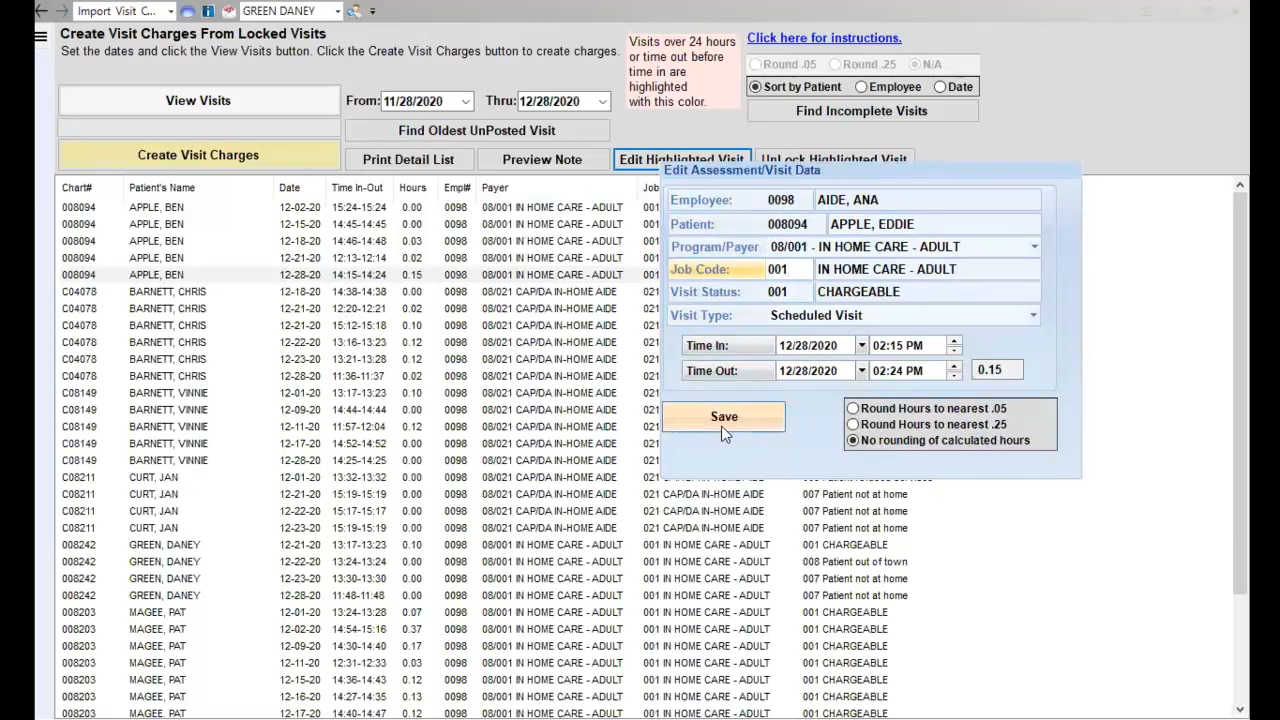 Import Visit C...
GREEN DANEY
Create Visit Charges From Locked Visits
Set the dates and click the View Visits button. Click the Create Visit Charges button to create charges.
Visits over 24 hours
or time out before
time in are
highlighted
with this color.
Click here for instructions.
Round .05 Round .25 N/A
Sort by Patient Employee Date
Find Incomplete Visits
View Visits
From: 11/28/2020 Thru: 12/28/2020
Find Oldest UnPosted Visit
Create Visit Charges
Print Detail List
Preview Note
Edit Highlighted Visit
UnLock Highlighted Visit
Edit Assessment/Visit Data
Employee: 0098 AIDE, ANA
Patient: 008094 APPLE, EDDIE
Program/Payer 08/001 - IN HOME CARE - ADULT
Job Code: 001 IN HOME CARE - ADULT
Visit Status: 001 CHARGEABLE
Visit Type: Scheduled Visit
Time In: 12/28/2020 02:15 PM
Time Out: 12/28/2020 02:24 PM 0.15
Save
Round Hours to nearest .05
Round Hours to nearest .25
No rounding of calculated hours
Chart# Patient's Name Date Time In-Out Hours Empl# Payer Job
008094 APPLE, BEN 12-02-20 15:24-15:24 0.00 0098 08/001 IN HOME CARE - ADULT 001
008094 APPLE, BEN 12-07-20 14:45-14:45 0.00 0098 08/001 IN HOME CARE - ADULT 001
008094 APPLE, BEN 12-18-20 14:46-14:48 0.03 0098 08/001 IN HOME CARE - ADULT 001
008094 APPLE, BEN 12-21-20 12:13-12:14 0.02 0098 08/001 IN HOME CARE - ADULT 001
008094 APPLE, BEN 12-28-20 14:15-14:24 0.15 0098 08/001 IN HOME CARE - ADULT 001
C04078 BARNETT, CHRIS 12-18-20 14:38-14:38 0.00 0098 08/021 CAP/DA IN-HOME AIDE 021
C04078 BARNETT, CHRIS 12-21-20 12:20-12:21 0.02 0098 08/021 CAP/DA IN-HOME AIDE 021
C04078 BARNETT, CHRIS 12-21-20 15:12-15:18 0.10 0098 08/021 CAP/DA IN-HOME AIDE 021
C04078 BARNETT, CHRIS 12-22-20 13:16-13:23 0.12 0098 08/021 CAP/DA IN-HOME AIDE 021
C04078 BARNETT, CHRIS 12-23-20 13:21-13:28 0.12 0098 08/021 CAP/DA IN-HOME AIDE 021
C04078 BARNETT, CHRIS 12-28-20 11:36-11:37 0.02 0098 08/021 CAP/DA IN-HOME AIDE 021
C08149 BARNETT, VINNIE 12-01-20 13:17-13:23 0.10 0098 08/021 CAP/DA IN-HOME AIDE 021
C08149 BARNETT, VINNIE 12-09-20 14:44-14:44 0.00 0098 08/021 CAP/DA IN-HOME AIDE 021
C08149 BARNETT, VINNIE 12-11-20 11:57-12:04 0.12 0098 08/021 CAP/DA IN-HOME AIDE 021
C08149 BARNETT, VINNIE 12-17-20 14:52-14:52 0.00 0098 08/021 CAP/DA IN-HOME AIDE 021
C08149 BARNETT, VINNIE 12-28-20 14:25-14:25 0.00 0098 08/021 CAP/DA IN-HOME AIDE 021
C08211 CURT, JAN 12-01-20 13:32-13:32 0.00 0098 08/021 CAP/DA IN-HOME AIDE
C08211 CURT, JAN 12-21-20 15:19-15:19 0.00 0098 08/021 CAP/DA IN-HOME AIDE 021 CAP/DA IN-HOME AIDE 007 Patient not at home
C08211 CURT, JAN 12-22-20 15:17-15:17 0.00 0098 08/021 CAP/DA IN-HOME AIDE 021 CAP/DA IN-HOME AIDE 007 Patient not at home
C08211 CURT, JAN 12-23-20 15:19-15:19 0.00 0098 08/021 CAP/DA IN-HOME AIDE 021 CAP/DA IN-HOME AIDE 007 Patient not at home
008242 GREEN, DANEY 12-21-20 13:17-13:23 0.10 0098 08/001 IN HOME CARE - ADULT 001 IN HOME CARE - ADULT 001 CHARGEABLE
008242 GREEN, DANEY 12-22-20 13:24-13:24 0.00 0098 08/001 IN HOME CARE - ADULT 001 IN HOME CARE - ADULT 008 Patient out of town
008242 GREEN, DANEY 12-23-20 13:30-13:30 0.00 0098 08/001 IN HOME CARE - ADULT 001 IN HOME CARE - ADULT 007 Patient not at home
008242 GREEN, DANEY 12-28-20 11:48-11:48 0.00 0098 08/001 IN HOME CARE - ADULT 001 IN HOME CARE - ADULT 007 Patient not at home
008203 MAGEE, PAT 12-01-20 13:24-13:28 0.07 0098 08/001 IN HOME CARE - ADULT 001 IN HOME CARE - ADULT 001 CHARGEABLE
008203 MAGEE, PAT 12-02-20 14:54-15:16 0.37 0098 08/001 IN HOME CARE - ADULT 001 IN HOME CARE - ADULT 001 CHARGEABLE
008203 MAGEE, PAT 12-09-20 14:30-14:40 0.17 0098 08/001 IN HOME CARE - ADULT 001 IN HOME CARE - ADULT 001 CHARGEABLE
008203 MAGEE, PAT 12-11-20 12:31-12:33 0.03 0098 08/001 IN HOME CARE - ADULT 001 IN HOME CARE - ADULT 001 CHARGEABLE
008203 MAGEE, PAT 12-15-20 14:36-14:43 0.12 0098 08/001 IN HOME CARE - ADULT 001 IN HOME CARE - ADULT 001 CHARGEABLE
008203 MAGEE, PAT 12-16-20 14:27-14:35 0.13 0098 08/001 IN HOME CARE - ADULT 001 IN HOME CARE - ADULT 001 CHARGEABLE
008203 MAGEE, PAT 12-17-20 14:40-14:47 0.12 0098 08/001 IN HOME CARE - ADULT 001 IN HOME CARE - ADULT 001 CHARGEABLE